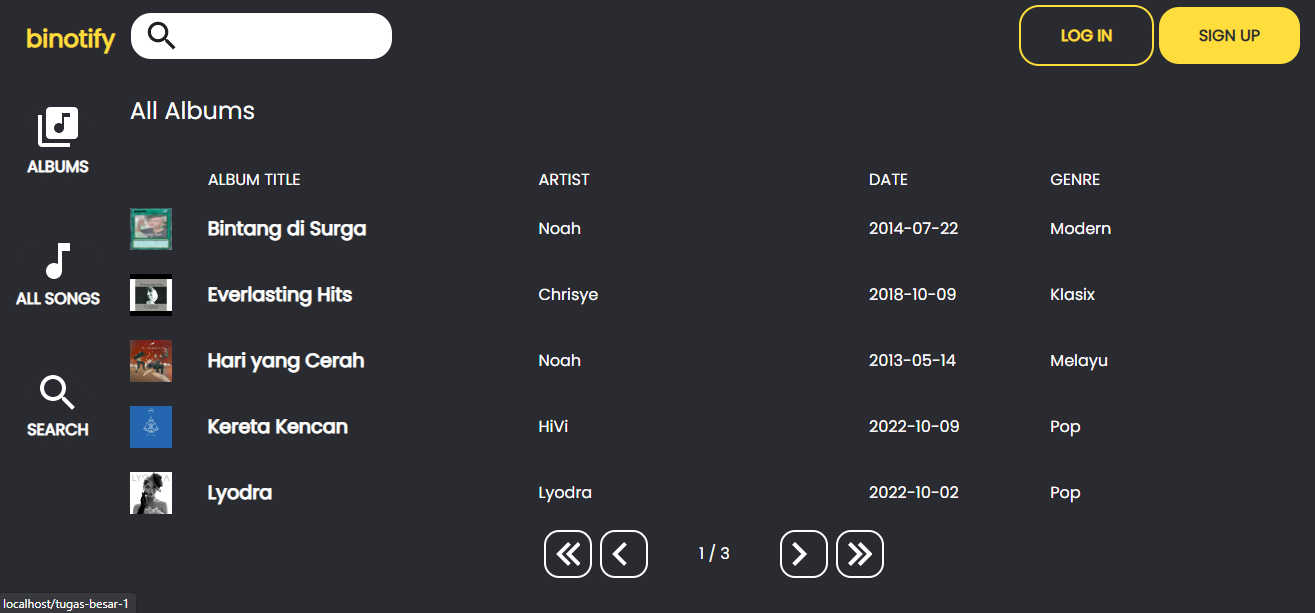 binotify
LOG IN
SIGN UP
ALBUMS
ALL SONGS
SEARCH
All Albums
ALBUM TITLE ARTIST DATE GENRE
Bintang di Surga Noah 2014-07-22 Modern
Everlasting Hits Chrisye 2018-10-09 Klasix
Hari yang Cerah Noah 2013-05-14 Melayu
Kereta Kencan HiVi 2022-10-09 Pop
Lyodra Lyodra 2022-10-02 Pop
1 / 3
localhost/tugas-besar-1